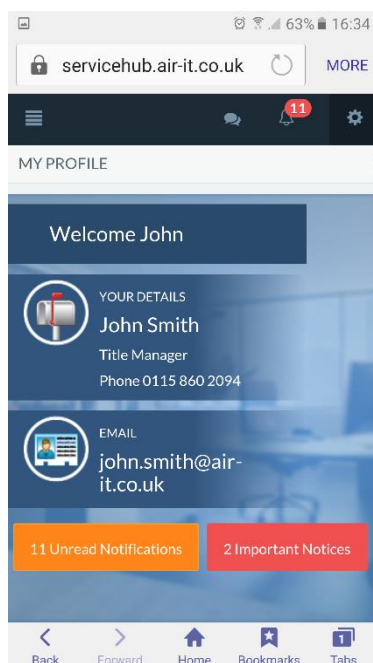 63% 16:34
servicehub.air-it.co.uk MORE
11
MY PROFILE
Welcome John
YOUR DETAILS
John Smith
Title Manager
Phone 0115 860 2094
EMAIL
john.smith@air-
it.co.uk
11 Unread Notifications 2 Important Notices
1
Back Forward Home Bookmarks Tabs